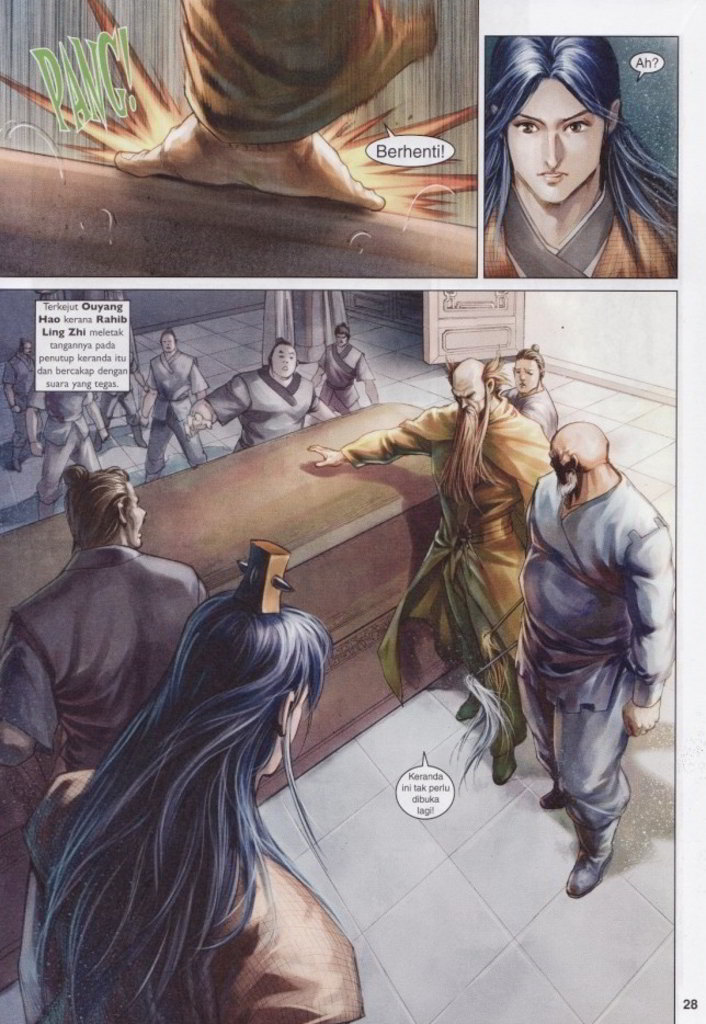 PANG!
Berhenti!
Ah?
Terkejut Ouyang
Hao kerana Rahib
Ling Zhi meletak
tangannya pada
penutup keranda itu
dan bercakap dengan
suara yang tegas.
Keranda
ini tak perlu
dibuka
lagi!
28